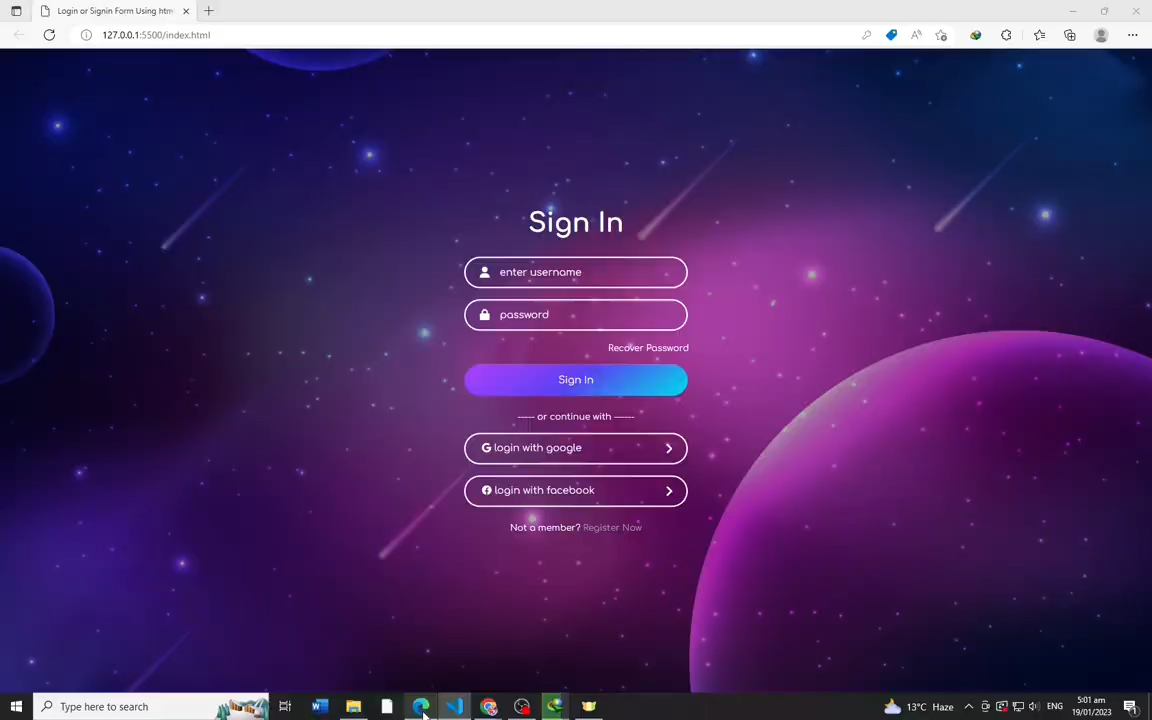 Login or Signin Form Using htm
127.0.0.1:5500/index.html
Sign In
enter username
password
Recover Password
Sign In
----- or continue with ------
login with google
login with facebook
Not a member? Register Now
Type here to search
13°C Haze
ENG
5:01 am
19/01/2023